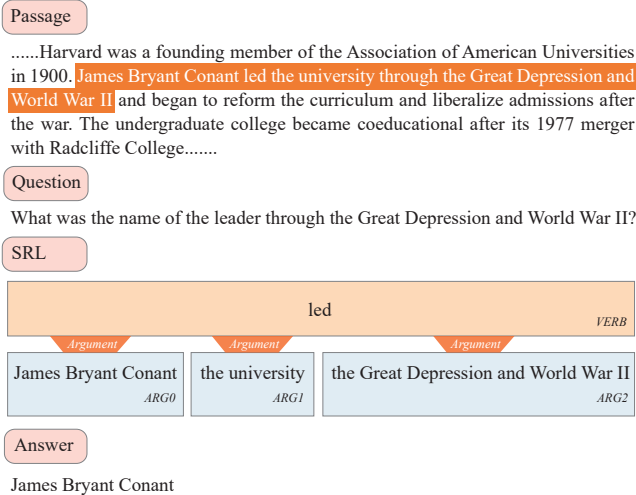 Passage
......Harvard was a founding member of the Association of American Universities
in 1900. James Bryant Conant led the university through the Great Depression and
World War II and began to reform the curriculum and liberalize admissions after
the war. The undergraduate college became coeducational after its 1977 merger
with Radcliffe College.......
Question
What was the name of the leader through the Great Depression and World War II?
SRL
led
VERB
Argument Argument Argument
James Bryant Conant the university the Great Depression and World War II
ARG0 ARG1 ARG2
Answer
James Bryant Conant